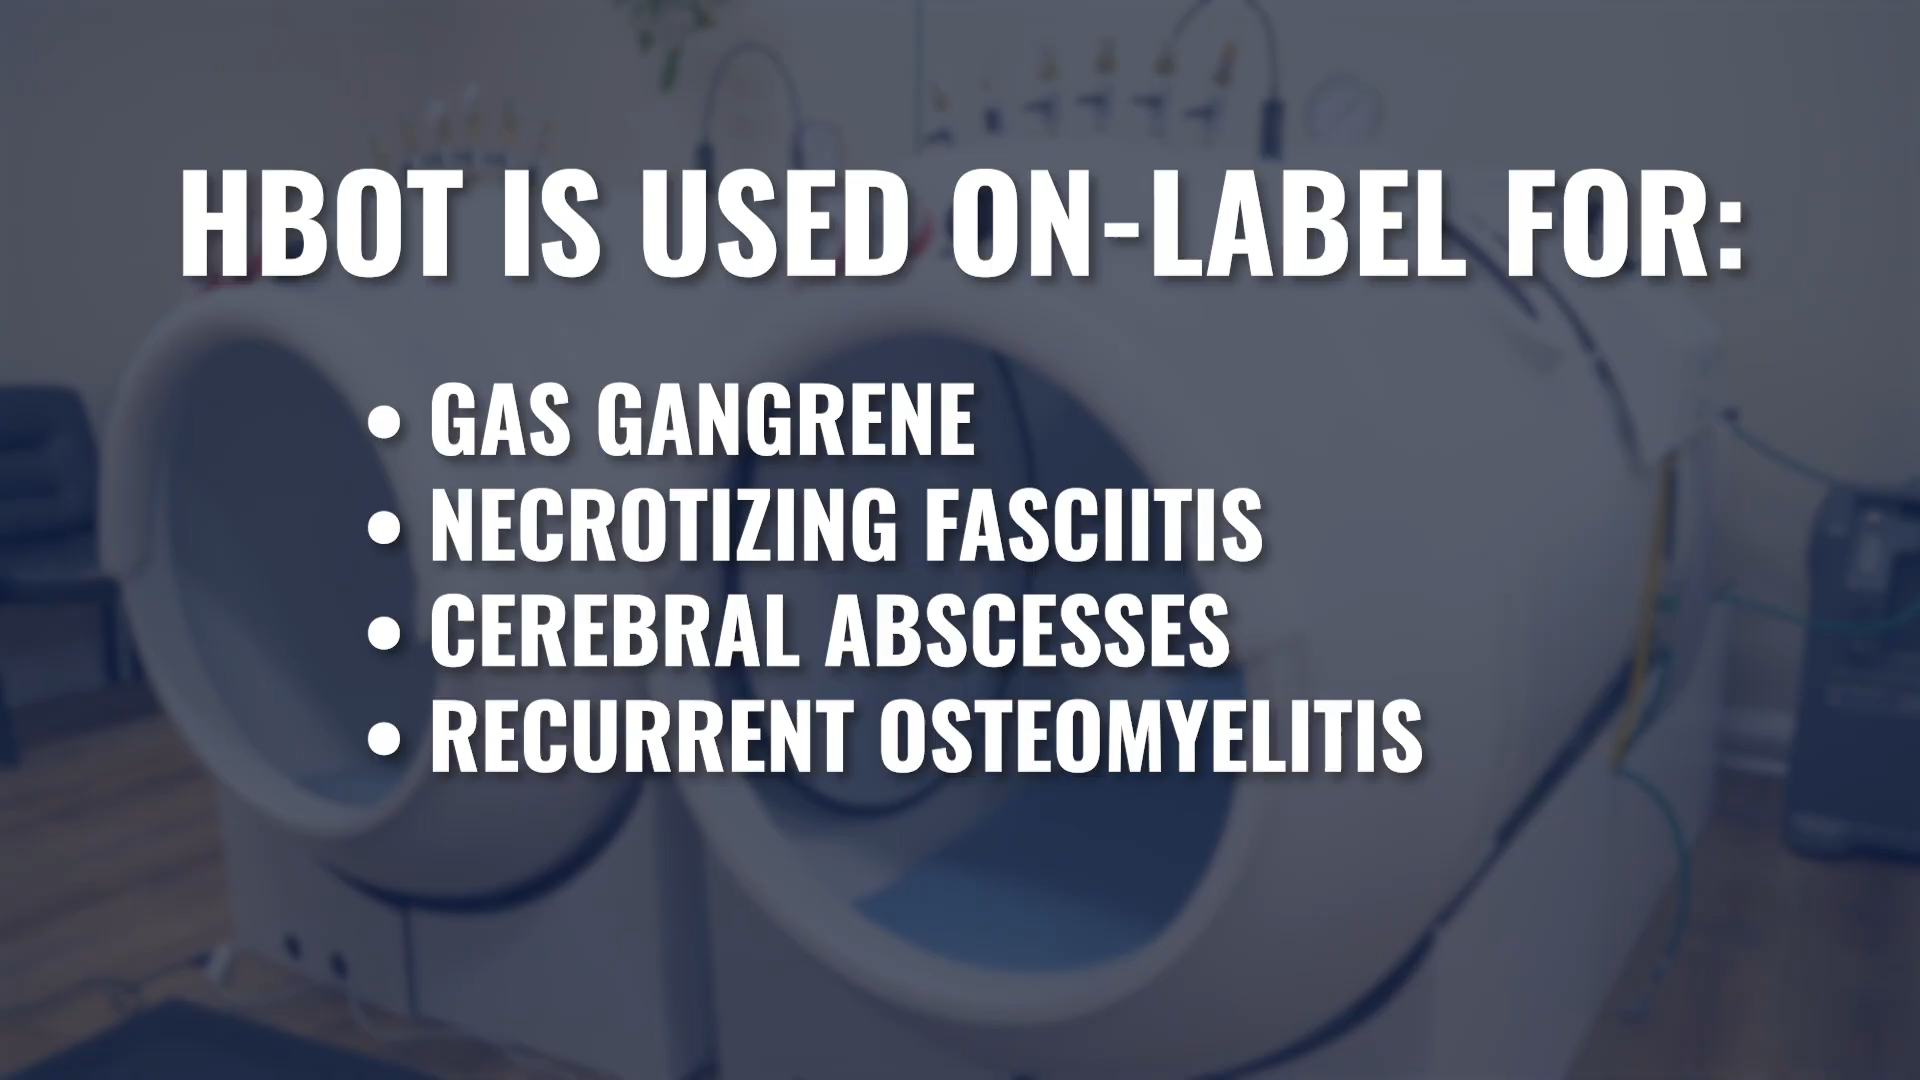 HBOT IS USED ON-LABEL FOR:
• GAS GANGRENE
• NECROTIZING FASCIITIS
• CEREBRAL ABSCESSES
• RECURRENT OSTEOMYELITIS